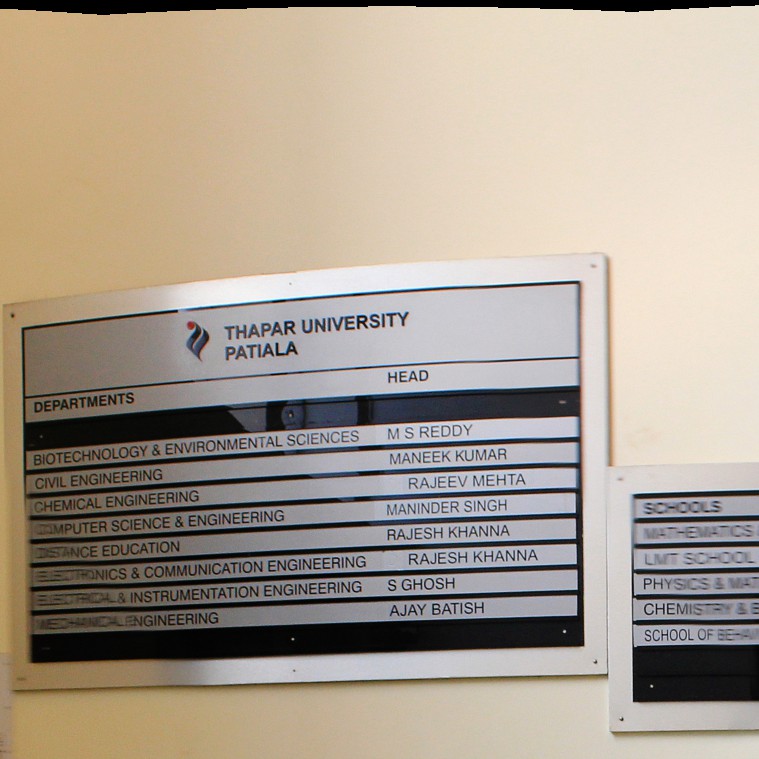 THAPAR UNIVERSITY
PATIALA
DEPARTMENTS HEAD
BIOTECHNOLOGY & ENVIRONMENTAL SCIENCES M S REDDY
CIVIL ENGINEERING MANEEK KUMAR
CHEMICAL ENGINEERING RAJEEV MEHTA
COMPUTER SCIENCE & ENGINEERING MANINDER SINGH
DISTANCE EDUCATION RAJESH KHANNA
ELECTRONICS & COMMUNICATION ENGINEERING RAJESH KHANNA
ELECTRICAL & INSTRUMENTATION ENGINEERING S GHOSH
MECHANICAL ENGINEERING AJAY BATISH
SCHOOLS
MATHEMATICS
LMT SCHOOL
PHYSICS & MAT
CHEMISTRY &
SCHOOL OF BEHAV